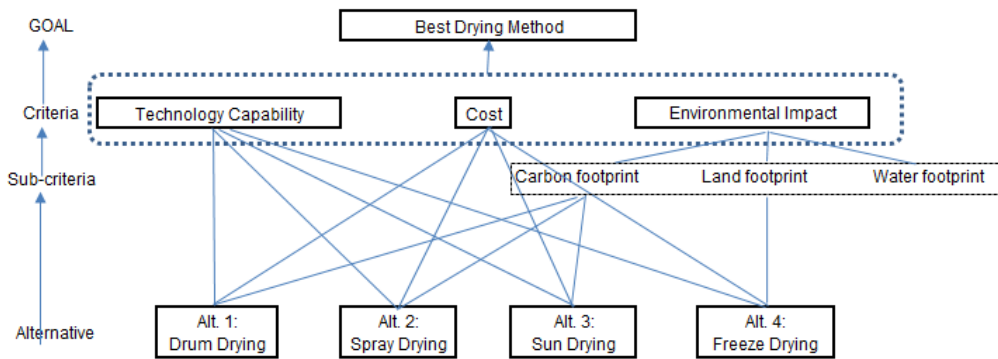 GOAL
Best Drying Method
Criteria
Technology Capability
Cost
Environmental Impact
Sub-criteria
Carbon footprint
Land footprint
Water footprint
Alternative
Alt. 1:
Drum Drying
Alt. 2:
Spray Drying
Alt. 3:
Sun Drying
Alt. 4:
Freeze Drying